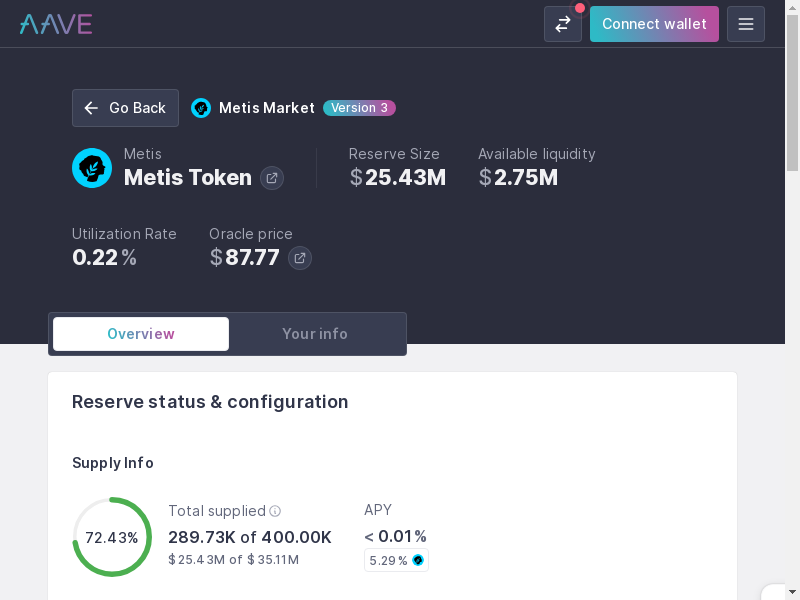 AAVE
Connect wallet
Go Back
Metis Market
Version 3
Metis
Metis Token
Reserve Size
$25.43M
Available liquidity
$2.75M
Utilization Rate
0.22%
Oracle price
$87.77
Overview
Your info
Reserve status & configuration
Supply Info
72.43%
Total supplied
289.73K of 400.00K
$25.43M of $35.11M
APY
< 0.01%
5.29%